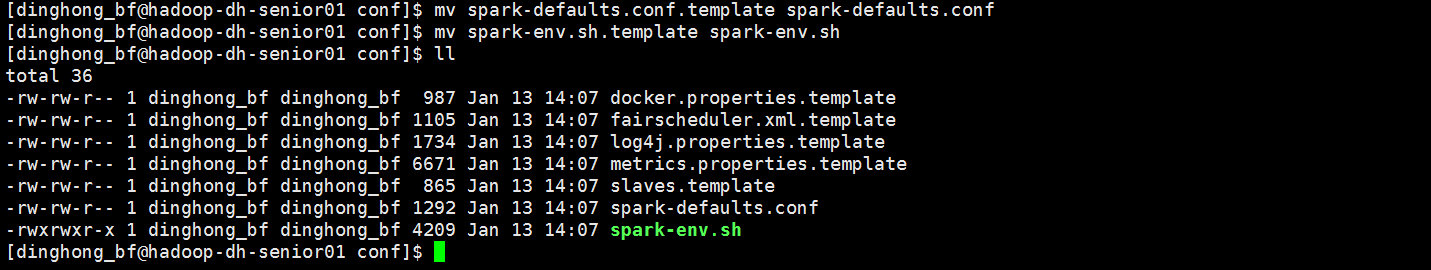 [dinghong_bf@hadoop-dh-senior01 conf]$ mv spark-defaults.conf.template spark-defaults.conf
[dinghong_bf@hadoop-dh-senior01 conf]$ mv spark-env.sh.template spark-env.sh
[dinghong_bf@hadoop-dh-senior01 conf]$ ll
total 36
-rw-rw-r-- 1 dinghong_bf dinghong_bf  987 Jan 13 14:07 docker.properties.template
-rw-rw-r-- 1 dinghong_bf dinghong_bf 1105 Jan 13 14:07 fairscheduler.xml.template
-rw-rw-r-- 1 dinghong_bf dinghong_bf 1734 Jan 13 14:07 log4j.properties.template
-rw-rw-r-- 1 dinghong_bf dinghong_bf 6671 Jan 13 14:07 metrics.properties.template
-rw-rw-r-- 1 dinghong_bf dinghong_bf  865 Jan 13 14:07 slaves.template
-rw-rw-r-- 1 dinghong_bf dinghong_bf 1292 Jan 13 14:07 spark-defaults.conf
-rwxrwxr-x 1 dinghong_bf dinghong_bf 4209 Jan 13 14:07 spark-env.sh
[dinghong_bf@hadoop-dh-senior01 conf]$